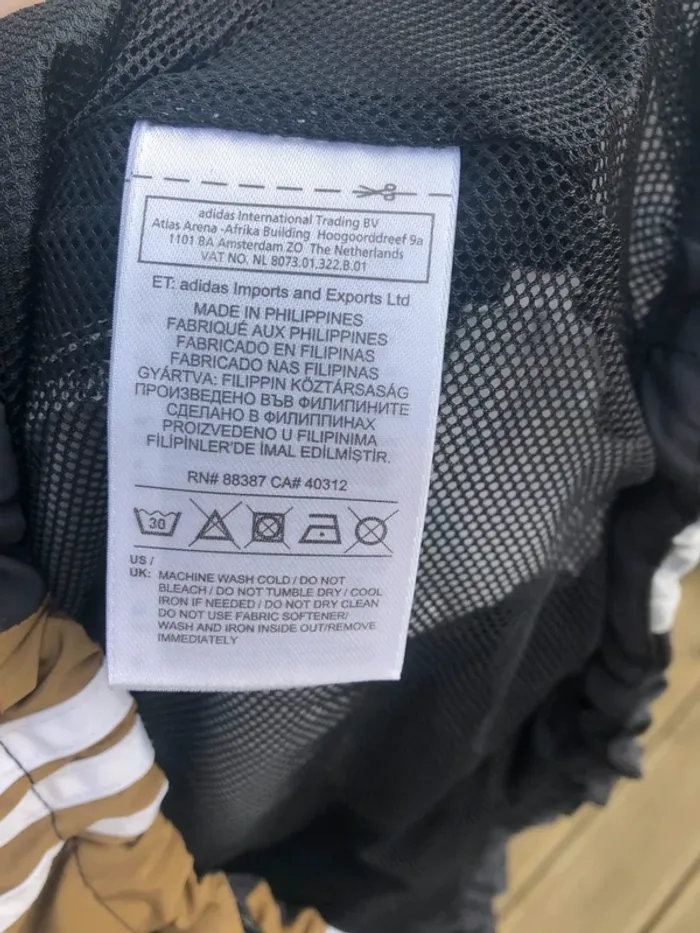 adidas International Trading BV
Atlas Arena -Afrika Building Hoogoorddreef 9a
1101 BA Amsterdam ZO The Netherlands
VAT NO. NL 8073.01.322.B.01
ET: adidas Imports and Exports Ltd
MADE IN PHILIPPINES
FABRIQUÉ AUX PHILIPPINES
FABRICADO EN FILIPINAS
FABRICADO NAS FILIPINAS
GYÁRTVA: FILIPPIN KÖZTÁRSASÁG
ПРОИЗВЕДЕНО ВЪВ ФИЛИПИНИТЕ
СДЕЛАНО В ФИЛИППИНАХ
PROIZVEDENO U FILIPINIMA
FİLİPİNLER'DE İMAL EDİLMİŞTİR.
RN# 88387 CA# 40312
30
US /
UK: MACHINE WASH COLD / DO NOT
BLEACH / DO NOT TUMBLE DRY / COOL
IRON IF NEEDED / DO NOT DRY CLEAN
DO NOT USE FABRIC SOFTENER/
WASH AND IRON INSIDE OUT/REMOVE
IMMEDIATELY